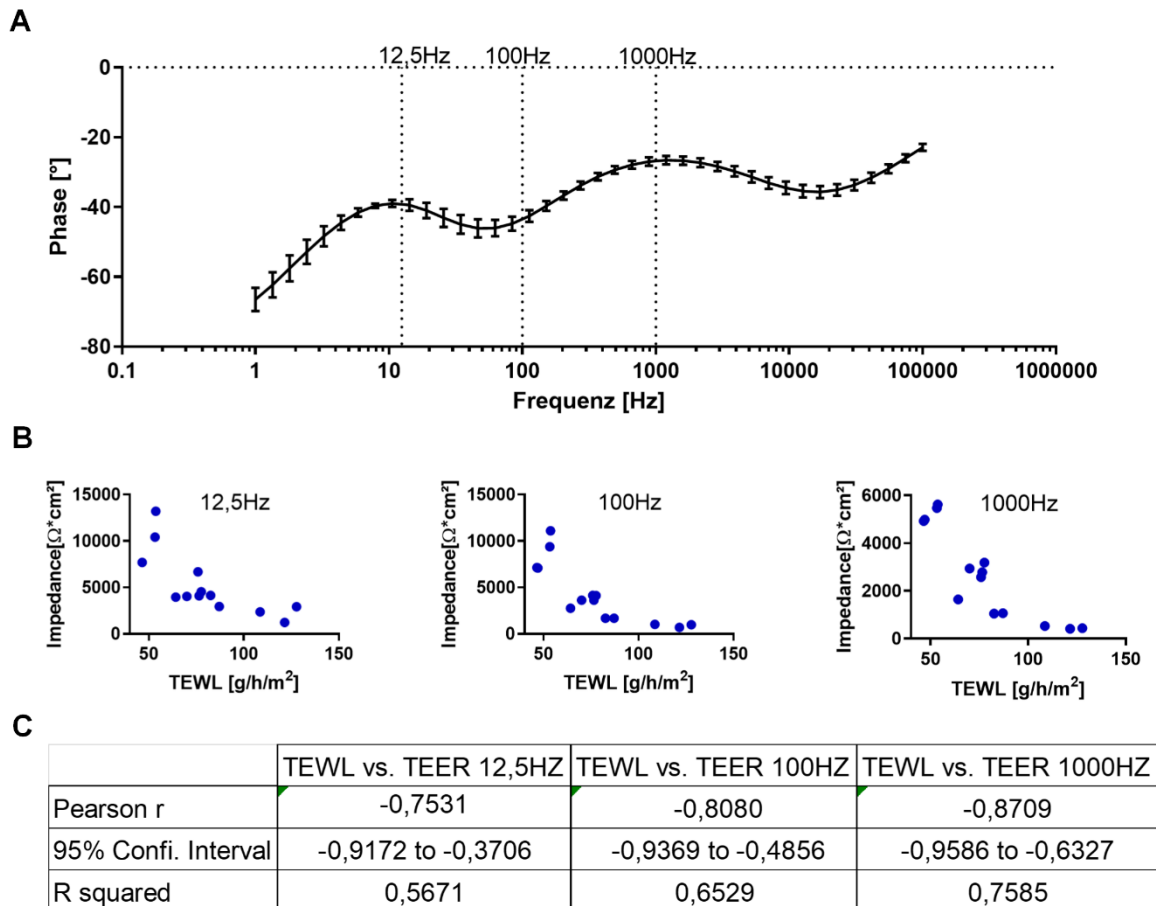 A
12,5Hz 100Hz 1000Hz
0
-20
-40
-60
-80
Phase [°]
0.1 1 10 100 1000 10000 100000 1000000
Frequenz [Hz]
B
12,5Hz
15000
10000
5000
0
Impedance[Ω*cm²]
50 100 150
TEWL [g/h/m²]
100Hz
15000
10000
5000
0
Impedance[Ω*cm²]
50 100 150
TEWL [g/h/m²]
1000Hz
6000
4000
2000
0
Impedance[Ω*cm²]
50 100 150
TEWL [g/h/m²]
C
TEWL vs. TEER 12,5HZ TEWL vs. TEER 100HZ TEWL vs. TEER 1000HZ
Pearson r -0,7531 -0,8080 -0,8709
95% Confi. Interval -0,9172 to -0,3706 -0,9369 to -0,4856 -0,9586 to -0,6327
R squared 0,5671 0,6529 0,7585